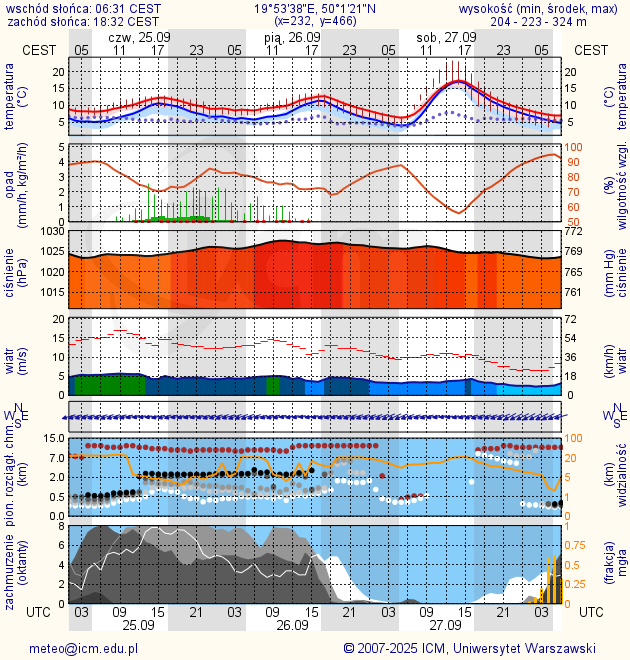 wschód słońca: 06:31 CEST 19°53'38"E, 50°1'21"N wysokość (min, środek, max)
zachód słońca: 18:32 CEST (x=232, y=466) 204 - 223 - 324 m
czw, 25.09 pią, 26.09 sob, 27.09
CEST 05 11 17 23 05 11 17 23 05 11 17 23 05 CEST
temperatura (°C) 20 15 10 5 20 15 10 5 temperatura (°C)
opad (mm/h, kg/m²/h) 5 4 3 2 1 0 100 90 80 70 60 50 (%) wilgotność wzgl.
ciśnienie (hPa) 1030 1025 1020 1015 772 769 765 761 (mm Hg) ciśnienie
wiatr (m/s) 20 15 10 5 0 72 54 36 18 0 (km/h) wiatr
N W E S N W E S
pion. rozciągł. chm. (km) 15.0 7.0 2.0 0.5 0.0 100 20 5 1 0 (km) widzialność
zachmurzenie (oktanty) 8 6 4 2 0 1 0.75 0.5 0.25 0 (frakcja) mgła
UTC 03 09 15 21 03 09 15 21 03 09 15 21 03 UTC
25.09 26.09 27.09
meteo@icm.edu.pl © 2007-2025 ICM, Uniwersytet Warszawski